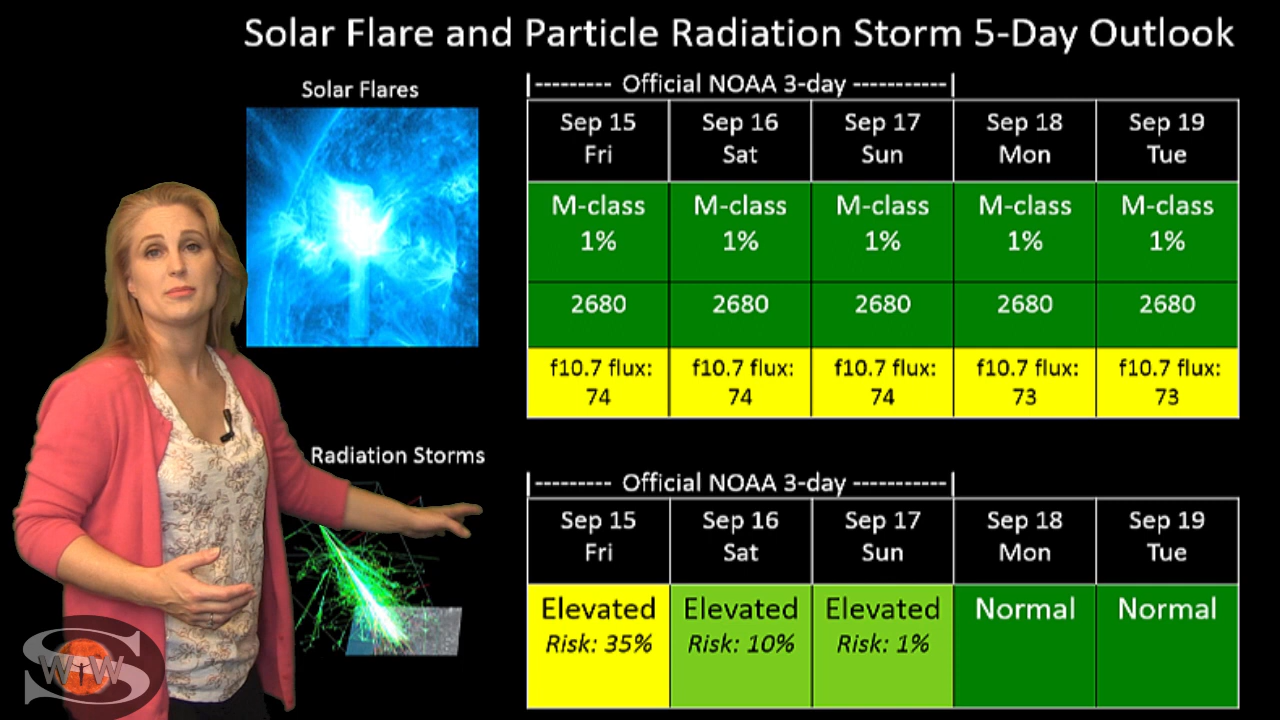 Solar Flare and Particle Radiation Storm 5-Day Outlook
Solar Flares
|--------- Official NOAA 3-day -----------|
Sep 15 Sep 16 Sep 17 Sep 18 Sep 19
Fri Sat Sun Mon Tue
M-class M-class M-class M-class M-class
1% 1% 1% 1% 1%
2680 2680 2680 2680 2680
f10.7 flux: f10.7 flux: f10.7 flux: f10.7 flux: f10.7 flux:
74 74 74 73 73
Radiation Storms
|--------- Official NOAA 3-day -----------|
Sep 15 Sep 16 Sep 17 Sep 18 Sep 19
Fri Sat Sun Mon Tue
Elevated Elevated Elevated Normal Normal
Risk: 35% Risk: 10% Risk: 1%
S
WTW